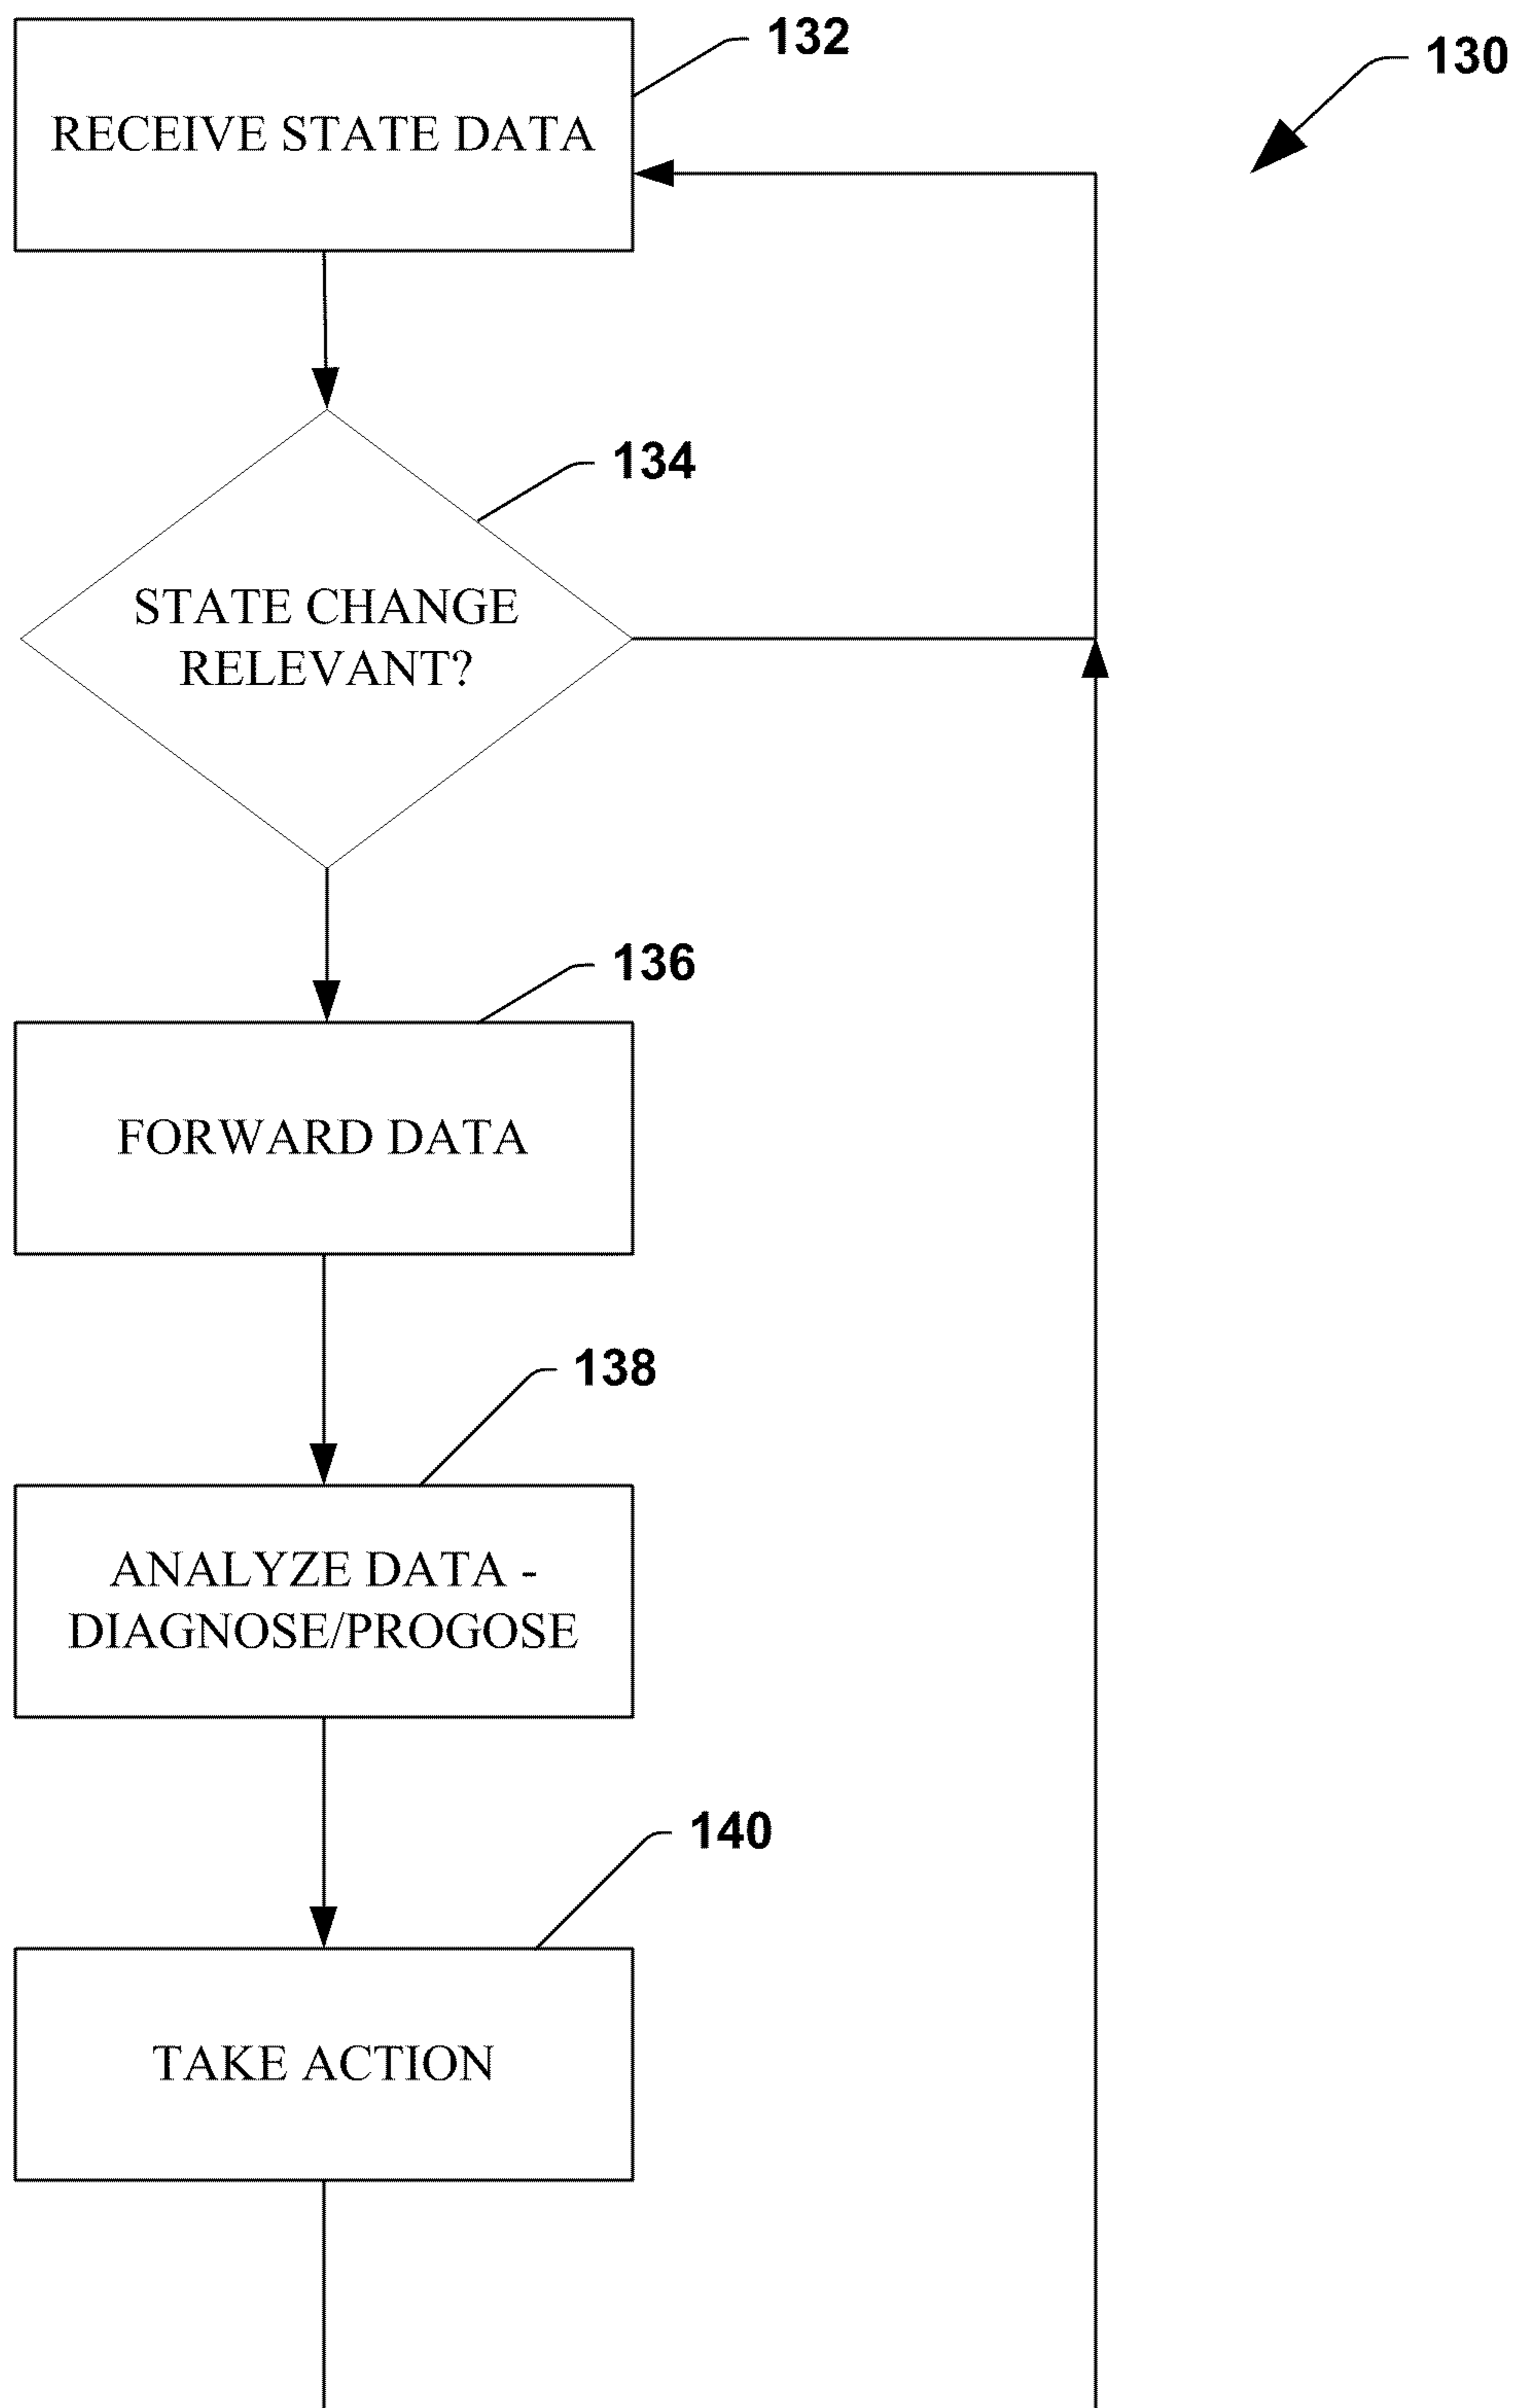 132
130
RECEIVE STATE DATA
134
STATE CHANGE
RELEVANT?
136
FORWARD DATA
138
ANALYZE DATA -
DIAGNOSE/PROGOSE
140
TAKE ACTION